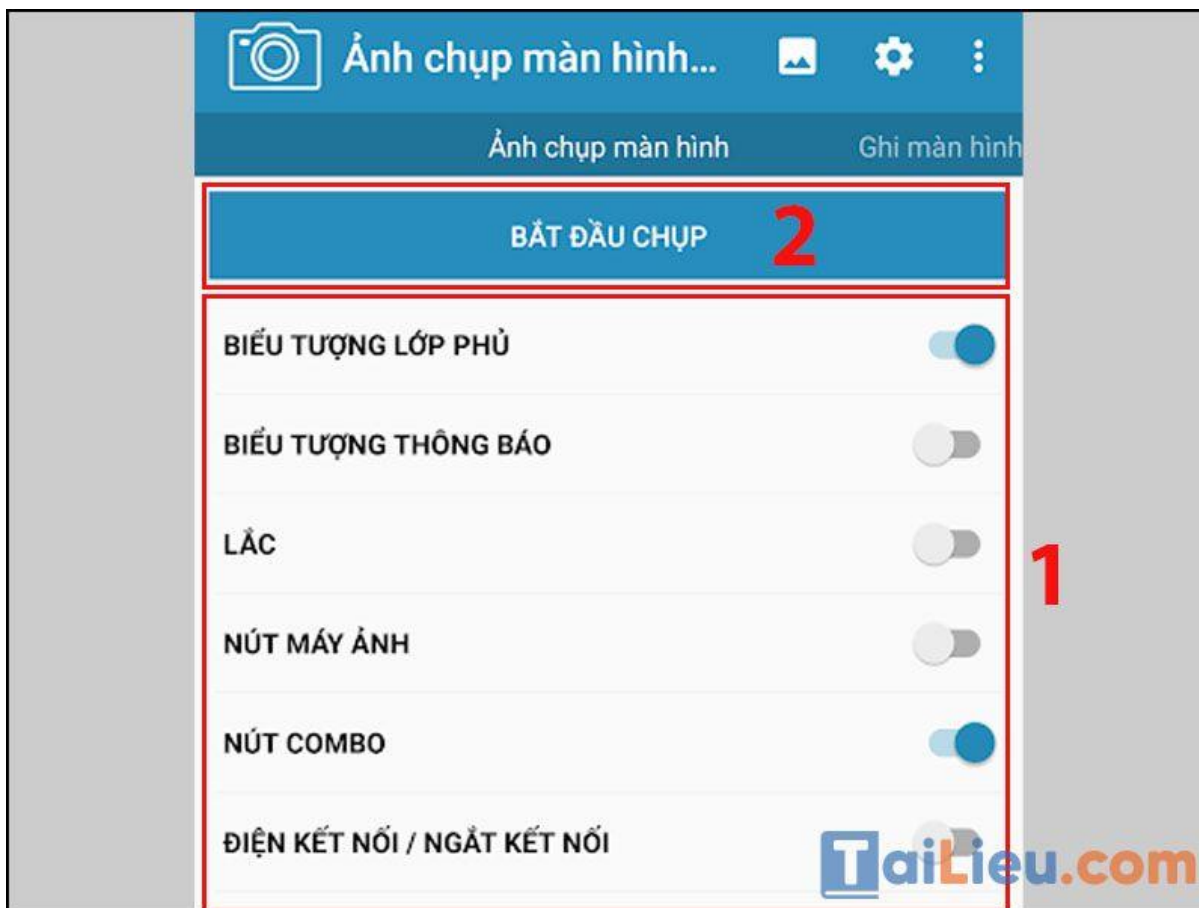 Ảnh chụp màn hình...
Ảnh chụp màn hình Ghi màn hình
BẮT ĐẦU CHỤP 2
BIỂU TƯỢNG LỚP PHỦ
BIỂU TƯỢNG THÔNG BÁO
LẮC
1
NÚT MÁY ẢNH
NÚT COMBO
ĐIỆN KẾT NỐI / NGẮT KẾT NỐI
TaiLieu.com